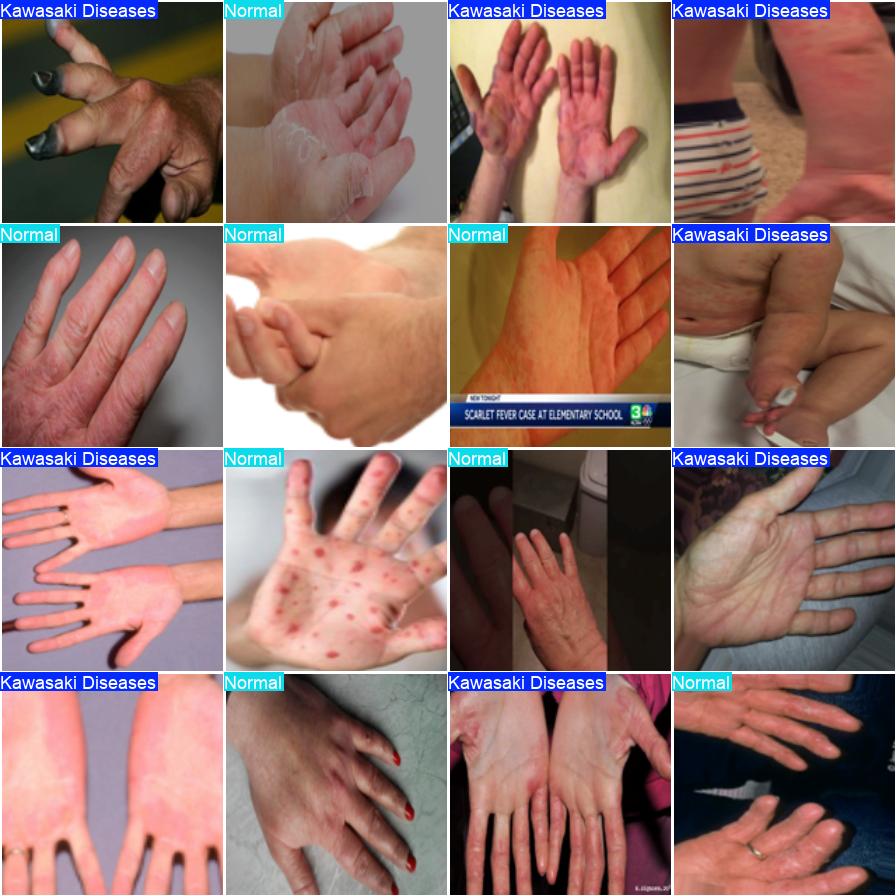 Kawasaki Diseases
Normal
Kawasaki Diseases
Kawasaki Diseases
Normal
Normal
Normal
Kawasaki Diseases
NEW TONIGHT
SCARLET FEVER CASE AT ELEMENTARY SCHOOL
3
Kawasaki Diseases
Normal
Normal
Kawasaki Diseases
Kawasaki Diseases
Normal
Kawasaki Diseases
Normal